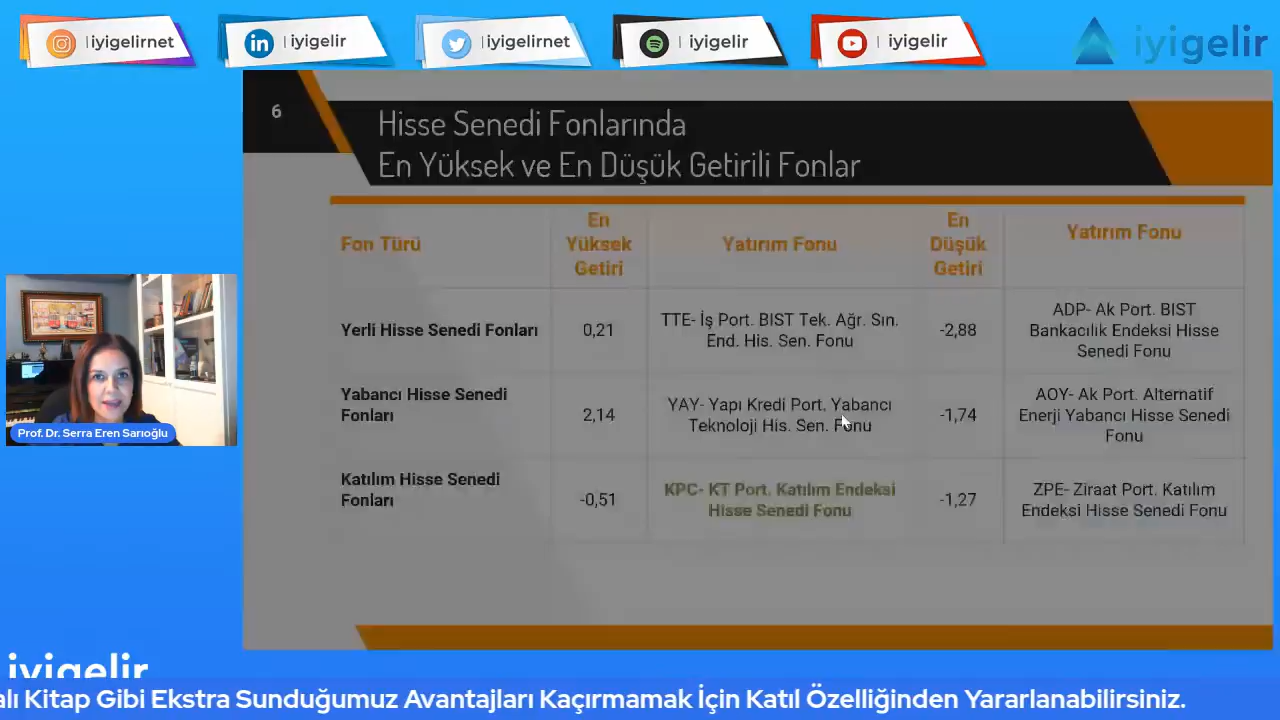 iyigelirnet
iyigelir
iyigelirnet
iyigelir
iyigelir
iyigelir
6
Hisse Senedi Fonlarında
En Yüksek ve En Düşük Getirili Fonlar
Fon Türü
En
Yüksek
Getiri
Yatırım Fonu
En
Düşük
Getiri
Yatırım Fonu
Yerli Hisse Senedi Fonları
0,21
TTE- İş Port. BIST Tek. Ağr. Sın.
End. His. Sen. Fonu
-2,88
ADP- Ak Port. BIST
Bankacılık Endeksi Hisse
Senedi Fonu
Yabancı Hisse Senedi
Fonları
2,14
YAY- Yapı Kredi Port. Yabancı
Teknoloji His. Sen. Fonu
-1,74
AOY- Ak Port. Alternatif
Enerji Yabancı Hisse Senedi
Fonu
Katılım Hisse Senedi
Fonları
-0,51
KPC- KT Port. Katılım Endeksi
Hisse Senedi Fonu
-1,27
ZPE- Ziraat Port. Katılım
Endeksi Hisse Senedi Fonu
Prof. Dr. Serra Eren Sarıoğlu
iyigelir
alı Kitap Gibi Ekstra Sunduğumuz Avantajları Kaçırmamak İçin Katıl Özelliğinden Yararlanabilirsiniz.